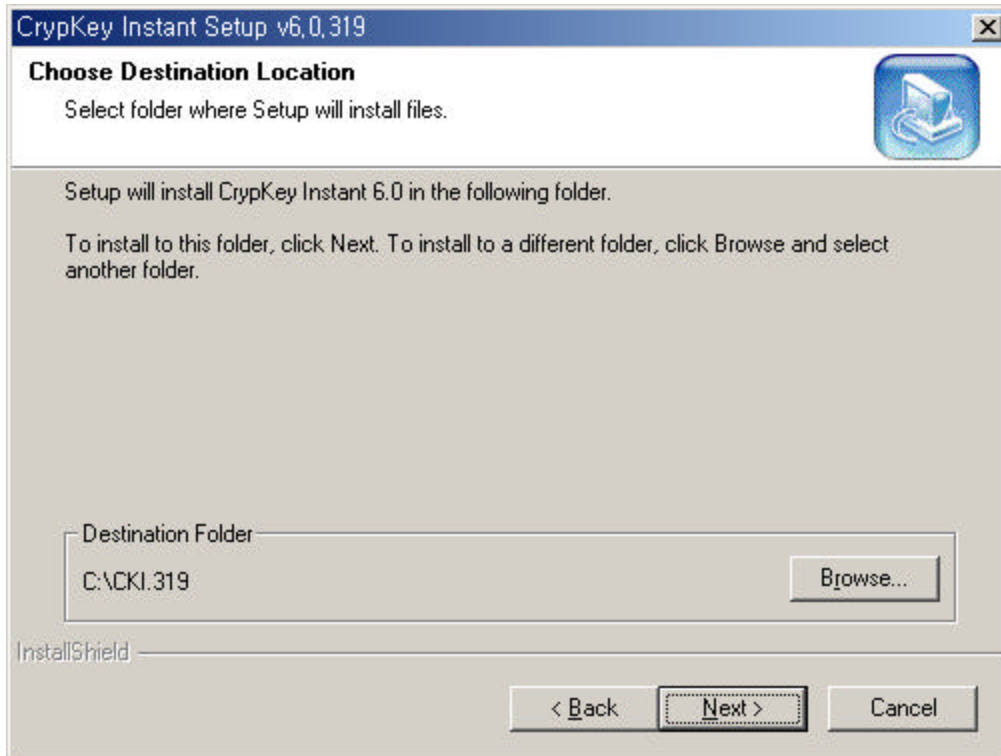 CrypKey Instant Setup v6,0,319
Choose Destination Location
Select folder where Setup will install files.
Setup will install CrypKey Instant 6.0 in the following folder.
To install to this folder, click Next. To install to a different folder, click Browse and select
another folder.
Destination Folder
C:\CKI.319
Browse...
InstallShield
< Back
Next >
Cancel